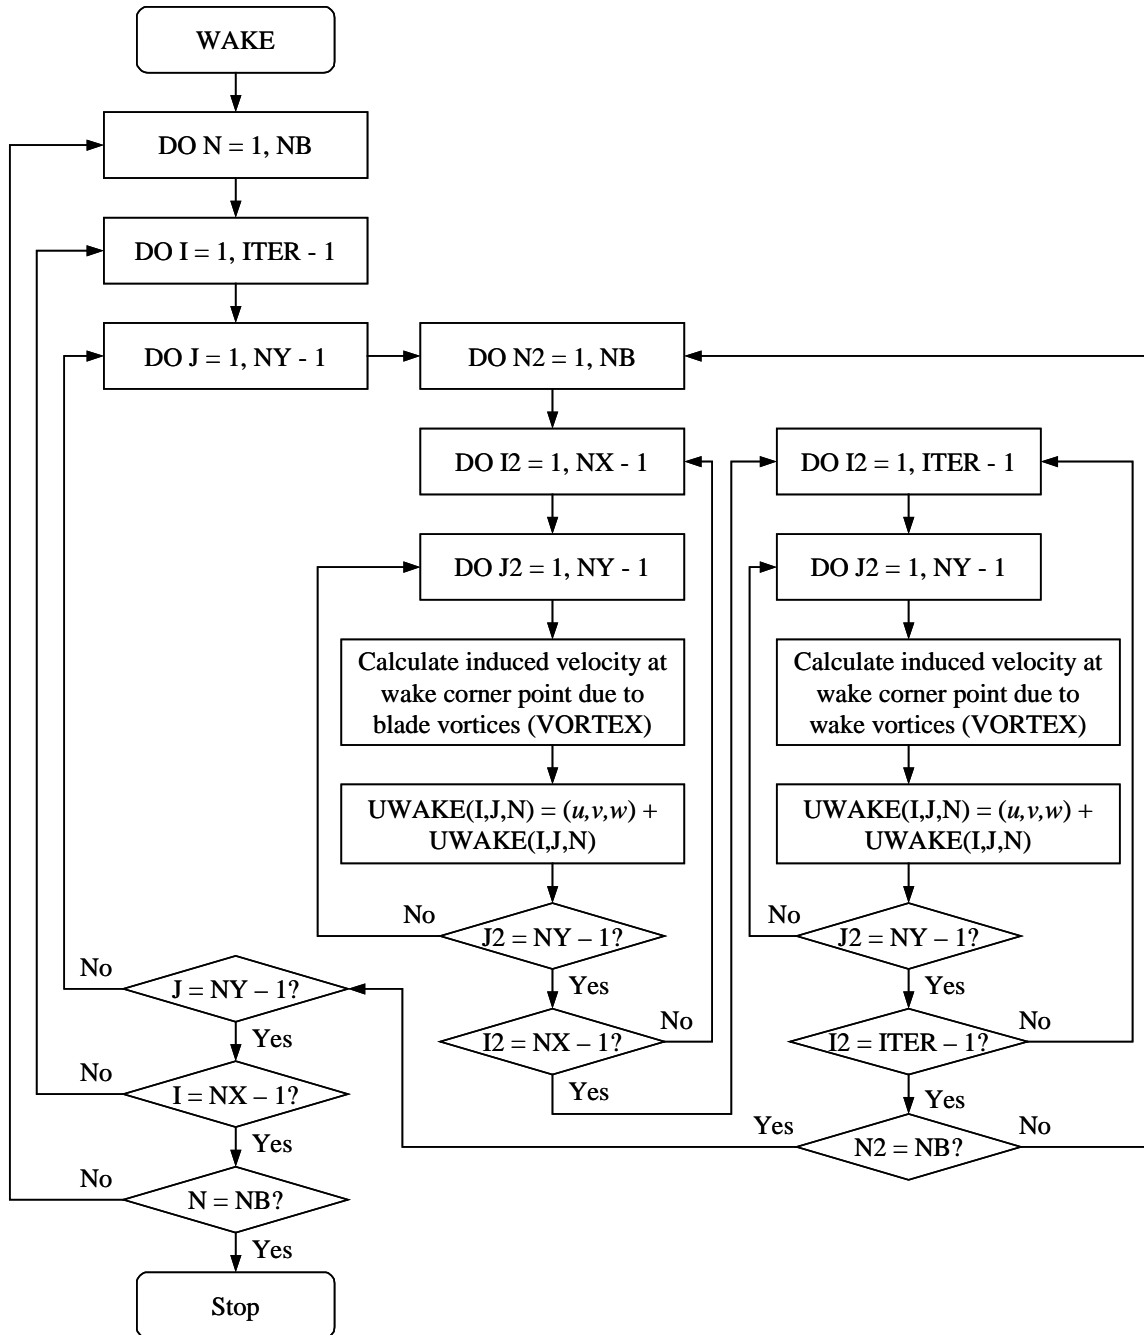 WAKE
DO N = 1, NB
DO I = 1, ITER - 1
DO J = 1, NY - 1
DO N2 = 1, NB
DO I2 = 1, NX - 1
DO J2 = 1, NY - 1
Calculate induced velocity at
wake corner point due to
blade vortices (VORTEX)
UWAKE(I,J,N) = (u,v,w) +
UWAKE(I,J,N)
No
J2 = NY – 1?
Yes
I2 = NX – 1?
No
Yes
DO I2 = 1, ITER - 1
DO J2 = 1, NY - 1
Calculate induced velocity at
wake corner point due to
wake vortices (VORTEX)
UWAKE(I,J,N) = (u,v,w) +
UWAKE(I,J,N)
No
J2 = NY – 1?
Yes
I2 = ITER – 1?
No
Yes
Yes
N2 = NB?
No
No
J = NY – 1?
Yes
No
I = NX – 1?
Yes
No
N = NB?
Yes
Stop